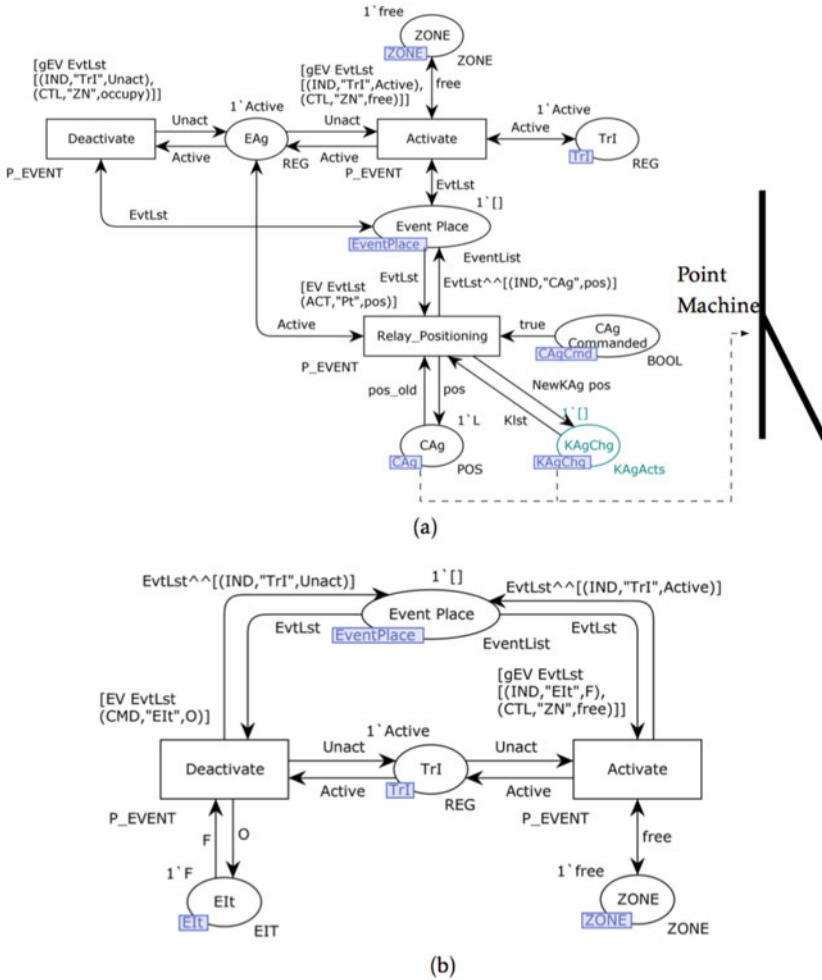 1`free
ZONE
ZONE
ZONE
[gEV EvtLst
[(IND,"TrI",Unact),
(CTL,"ZN",occupy)]]
[gEV EvtLst
[(IND,"TrI",Active),
(CTL,"ZN",free)]]
free
Unact
1`Active
Unact
1`Active
Active
Deactivate
EAg
Activate
TrI
TrI
REG
Active
REG
Active
P_EVENT
P_EVENT
EvtLst
1`[]
EvtLst
Event Place
EventPlace
EventList
EvtLst
EvtLst^^[(IND,"CAg",pos)]
[EV EvtLst
(ACT,"Pt",pos)]
Point
Machine
Active
Relay_Positioning
true
CAg
Commanded
CAgCmd
BOOL
P_EVENT
pos_old
pos
NewKAg pos
Klst
1`L
1`[]
CAg
CAg
POS
KAgChg
KAgChg
KAgActs
(a)
EvtLst^^[(IND,"TrI",Unact)]
1`[]
EvtLst^^[(IND,"TrI",Active)]
Event Place
EvtLst
EventPlace
EventList
EvtLst
[EV EvtLst
(CMD,"EIt",O)]
[gEV EvtLst
[(IND,"EIt",F),
(CTL,"ZN",free)]]
1`Active
Unact
Unact
Deactivate
TrI
Activate
Active
TrI
Active
REG
P_EVENT
P_EVENT
F
O
free
1`F
1`free
EIt
EIt
EIT
ZONE
ZONE
ZONE
(b)